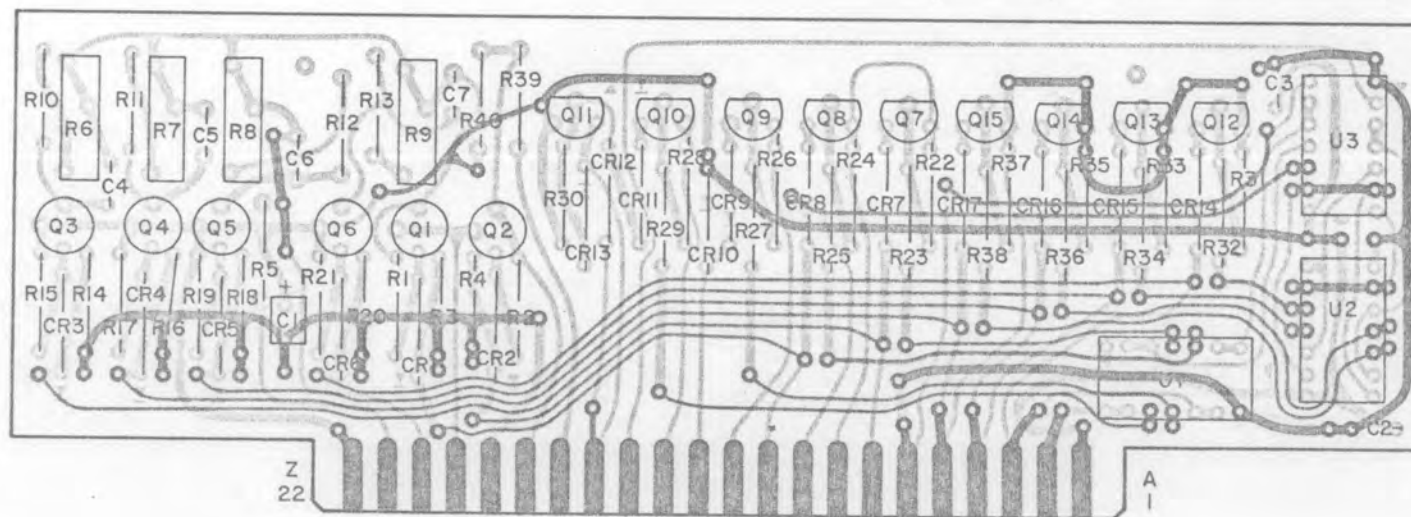 R10 R6 R11 R7 C5 R8 C6 R12 R13 R9 C7 R40 R39 Q11 Q10 Q9 Q8 Q7 Q15 Q14 Q13 Q12 C3 U3
C4 R30 CR12 CR11 R28 CR9 R26 CR8 R24 CR7 R22 CR17 R37 CR16 R35 CR15 R33 CR14
Q3 Q4 Q5 Q6 Q1 Q2
CR13 R29 CR10 R27 R25 R23 R38 R36 R34 R32
R15 R14 CR4 R19 R18 R5 + C1 R21 R1 R4 U2
CR3 R17 R16 CR5 R20 R3 R2
CR6 CR2
C2
Z A
22 1